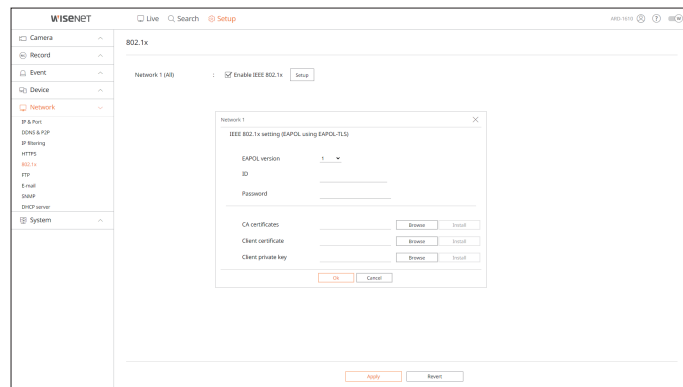 WISENET Live Search Setup ARD-1610
Camera
Record
Event
Device
Network
IP & Port
DDNS & P2P
IP filtering
HTTPS
802.1x
FTP
E-mail
SNMP
DHCP server
System
802.1x
Network 1 (All) : Enable IEEE 802.1x Setup
Network 1
IEEE 802.1x setting (EAPOL using EAPOL-TLS)
EAPOL version 1
ID
Password
CA certificates Browse Install
Client certificate Browse Install
Client private key Browse Install
Ok Cancel
Apply Revert